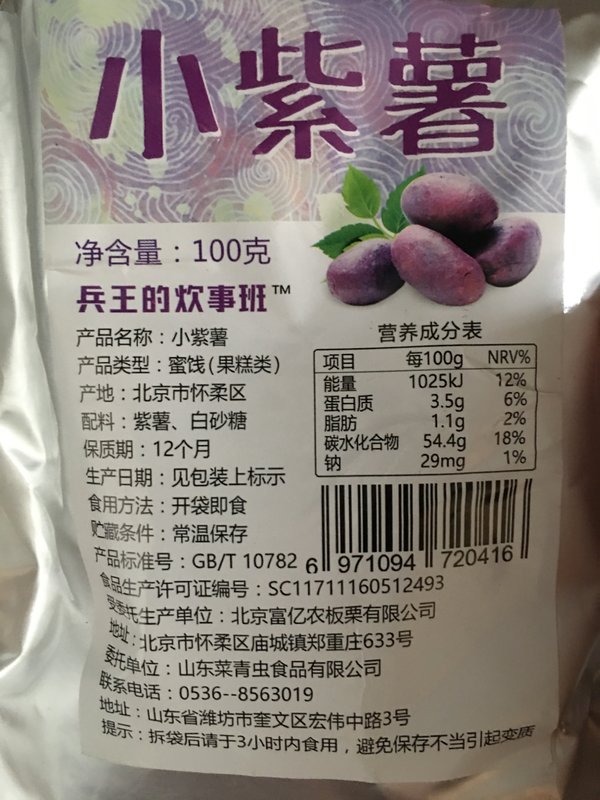 小紫薯
净含量：100克
兵王的炊事班™
产品名称：小紫薯
产品类型：蜜饯(果糕类)
产地：北京市怀柔区
配料：紫薯、白砂糖
保质期：12个月
生产日期：见包装上标示
食用方法：开袋即食
贮藏条件：常温保存
产品标准号：GB/T 10782
食品生产许可证编号：SC11711160512493
受委托生产单位：北京富亿农板栗有限公司
地址：北京市怀柔区庙城镇郑重庄633号
委托单位：山东菜青虫食品有限公司
联系电话：0536--8563019
地址：山东省潍坊市奎文区宏伟中路3号
提示：拆袋后请于3小时内食用，避免保存不当引起变质
营养成分表
项目 每100g NRV%
能量 1025kJ 12%
蛋白质 3.5g 6%
脂肪 1.1g 2%
碳水化合物 54.4g 18%
钠 29mg 1%
6 971094 720416